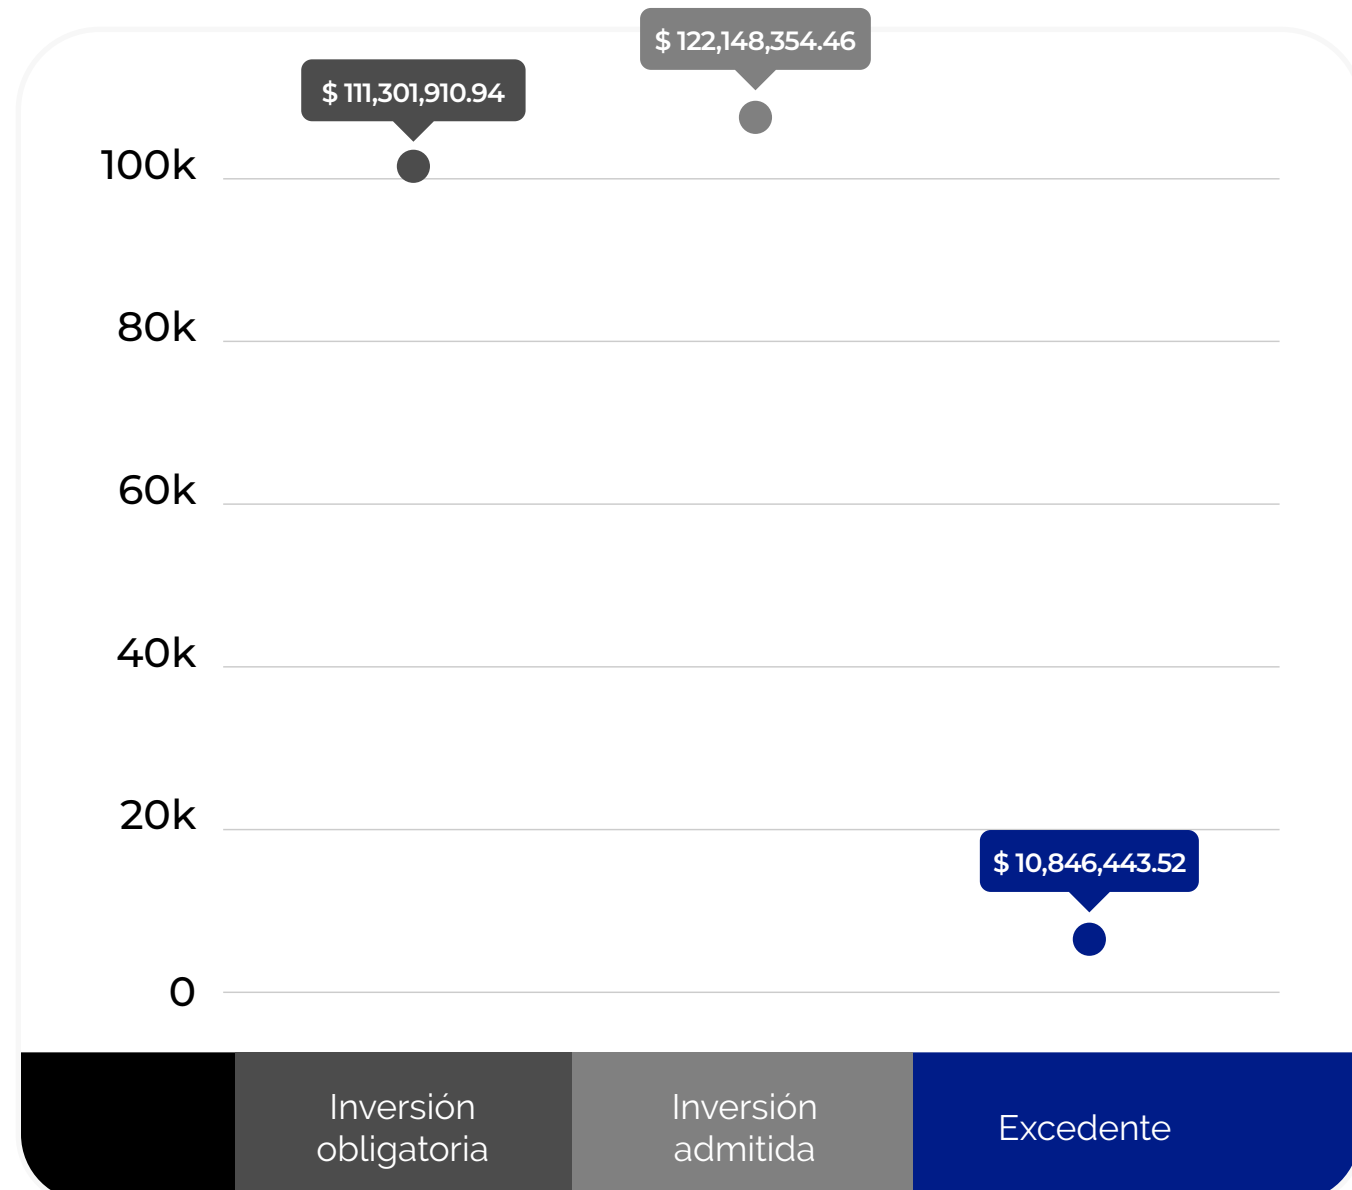 $ 122,148,354.46
$ 111,301,910.94
100k
80k
60k
40k
20k
$ 10,846,443.52
0
Inversión
obligatoria
Inversión
admitida
Excedente